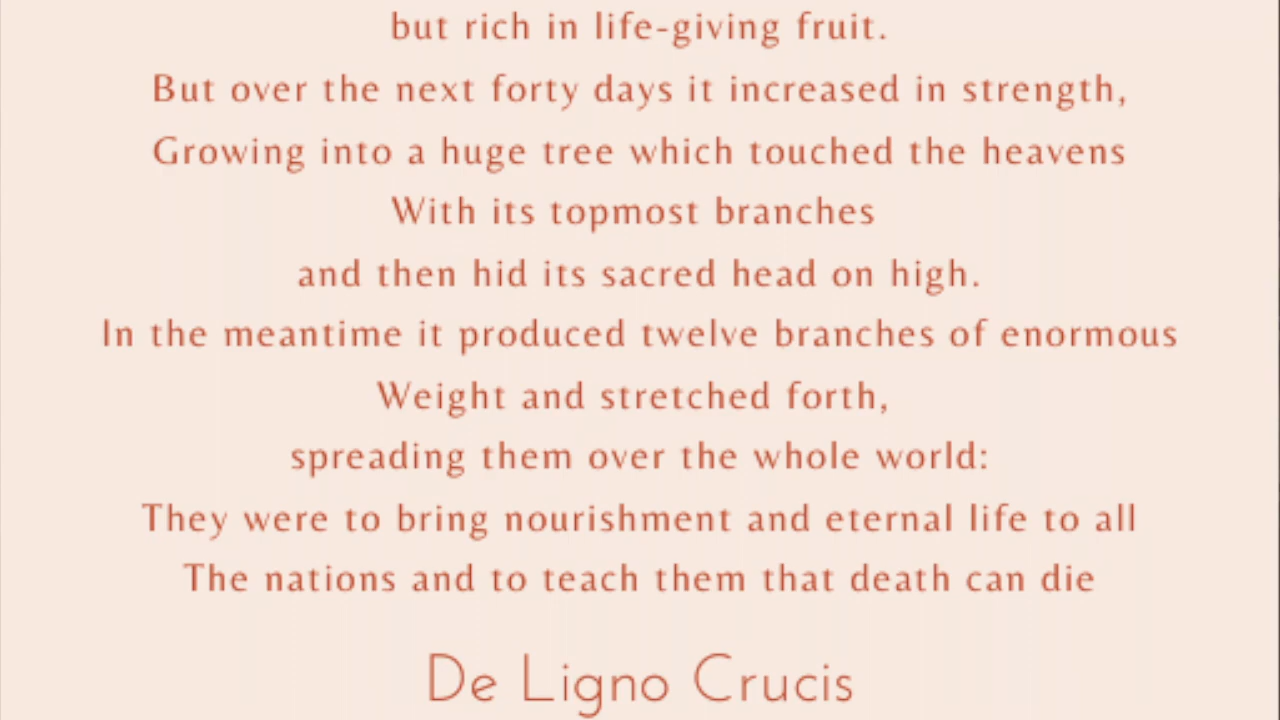 but rich in life-giving fruit.
But over the next forty days it increased in strength,
Growing into a huge tree which touched the heavens
With its topmost branches
and then hid its sacred head on high.
In the meantime it produced twelve branches of enormous
Weight and stretched forth,
spreading them over the whole world:
They were to bring nourishment and eternal life to all
The nations and to teach them that death can die
De Ligno Crucis